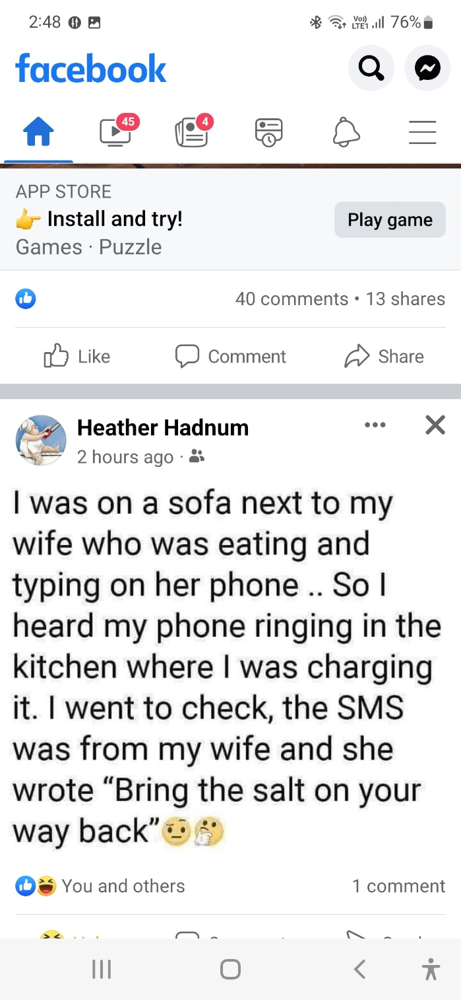 2:48 Vo)) LTE1 76%
facebook
45 4
APP STORE
👉 Install and try!
Play game
Games · Puzzle
40 comments • 13 shares
Like Comment Share
Heather Hadnum
2 hours ago ·
I was on a sofa next to my
wife who was eating and
typing on her phone .. So I
heard my phone ringing in the
kitchen where I was charging
it. I went to check, the SMS
was from my wife and she
wrote “Bring the salt on your
way back”🤨🤔
You and others 1 comment